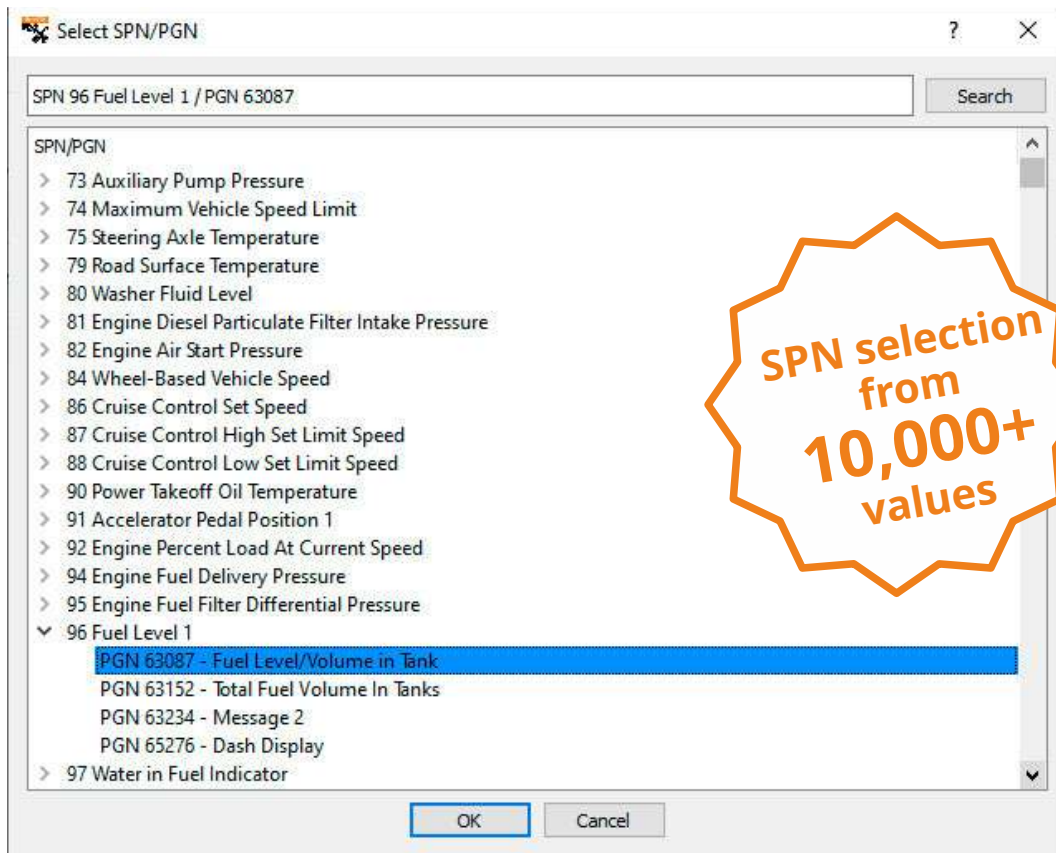 Select SPN/PGN
SPN 96 Fuel Level 1 / PGN 63087
Search
SPN/PGN
73 Auxiliary Pump Pressure
74 Maximum Vehicle Speed Limit
75 Steering Axle Temperature
79 Road Surface Temperature
80 Washer Fluid Level
81 Engine Diesel Particulate Filter Intake Pressure
82 Engine Air Start Pressure
84 Wheel-Based Vehicle Speed
86 Cruise Control Set Speed
87 Cruise Control High Set Limit Speed
88 Cruise Control Low Set Limit Speed
90 Power Takeoff Oil Temperature
91 Accelerator Pedal Position 1
92 Engine Percent Load At Current Speed
94 Engine Fuel Delivery Pressure
95 Engine Fuel Filter Differential Pressure
96 Fuel Level 1
PGN 63087 - Fuel Level/Volume in Tank
PGN 63152 - Total Fuel Volume In Tanks
PGN 63234 - Message 2
PGN 65276 - Dash Display
97 Water in Fuel Indicator
SPN selection
from
10,000+
values
OK
Cancel